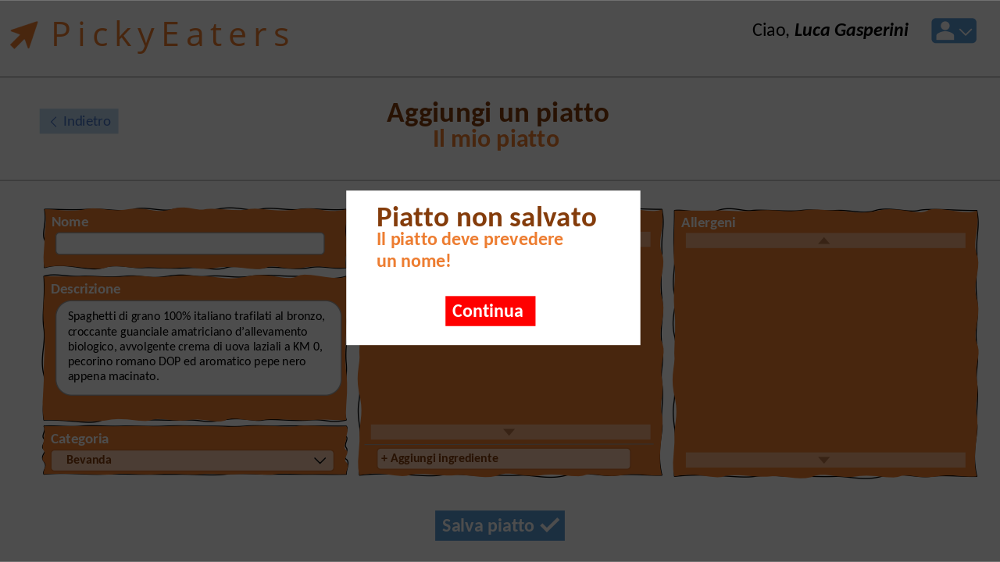 PickyEaters
Ciao, Luca Gasperini
Indietro
Aggiungi un piatto
Il mio piatto
Piatto non salvato
Il piatto deve prevedere
un nome!
Continua
Nome
Descrizione
Spaghetti di grano 100% italiano trafilati al bronzo,
croccante guanciale amatriciano d’allevamento
biologico, avvolgente crema di uova laziali a KM 0,
pecorino romano DOP ed aromatico pepe nero
appena macinato.
Categoria
Bevanda
+ Aggiungi ingrediente
Allergeni
Salva piatto